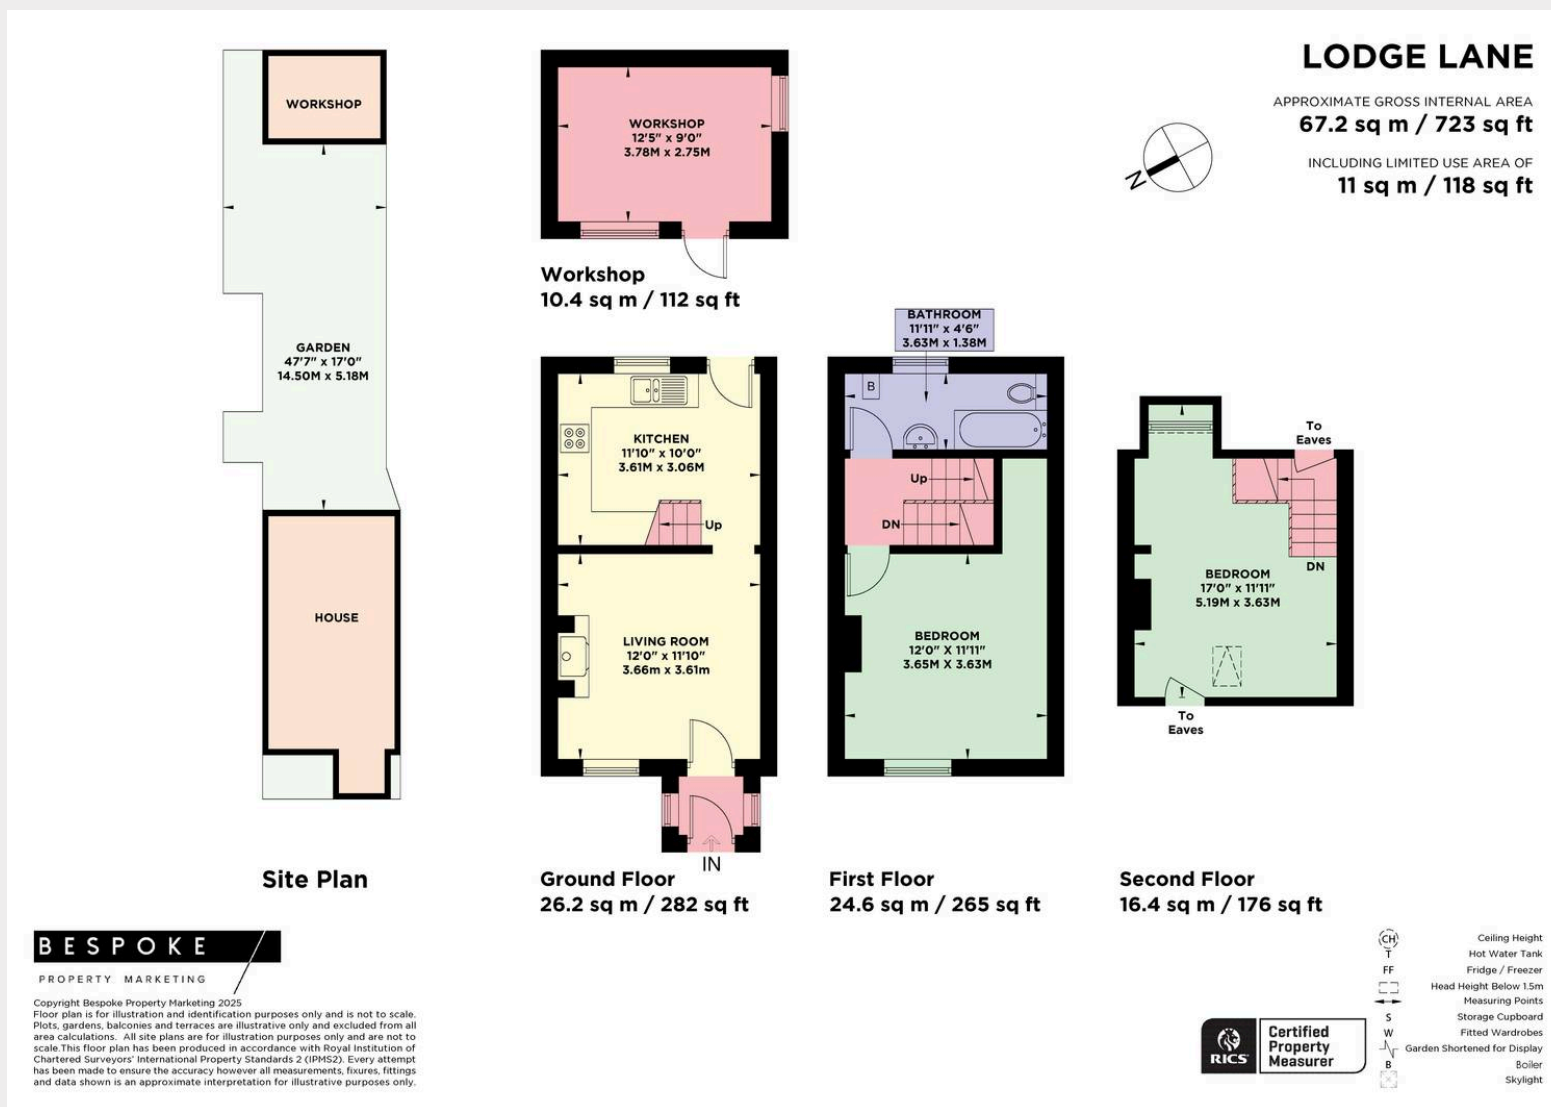 LODGE LANE
APPROXIMATE GROSS INTERNAL AREA
67.2 sq m / 723 sq ft
INCLUDING LIMITED USE AREA OF
11 sq m / 118 sq ft
N
WORKSHOP
GARDEN
47'7" x 17'0"
14.50M x 5.18M
HOUSE
Site Plan
WORKSHOP
12'5" x 9'0"
3.78M x 2.75M
Workshop
10.4 sq m / 112 sq ft
KITCHEN
11'10" x 10'0"
3.61M x 3.06M
Up
LIVING ROOM
12'0" x 11'10"
3.66m x 3.61m
IN
Ground Floor
26.2 sq m / 282 sq ft
BATHROOM
11'11" x 4'6"
3.63M x 1.38M
B
Up
DN
BEDROOM
12'0" X 11'11"
3.65M X 3.63M
First Floor
24.6 sq m / 265 sq ft
To
Eaves
DN
BEDROOM
17'0" x 11'11"
5.19M x 3.63M
To
Eaves
Second Floor
16.4 sq m / 176 sq ft
BESPOKE
PROPERTY MARKETING
Copyright Bespoke Property Marketing 2025
Floor plan is for illustration and identification purposes only and is not to scale.
Plots, gardens, balconies and terraces are illustrative only and excluded from all
area calculations. All site plans are for illustration purposes only and are not to
scale.This floor plan has been produced in accordance with Royal Institution of
Chartered Surveyors' International Property Standards 2 (IPMS2). Every attempt
has been made to ensure the accuracy however all measurements, fixures, fittings
and data shown is an approximate interpretation for illustrative purposes only.
RICS
Certified
Property
Measurer
CH Ceiling Height
T Hot Water Tank
FF Fridge / Freezer
Head Height Below 1.5m
Measuring Points
S Storage Cupboard
W Fitted Wardrobes
Garden Shortened for Display
B Boiler
Skylight